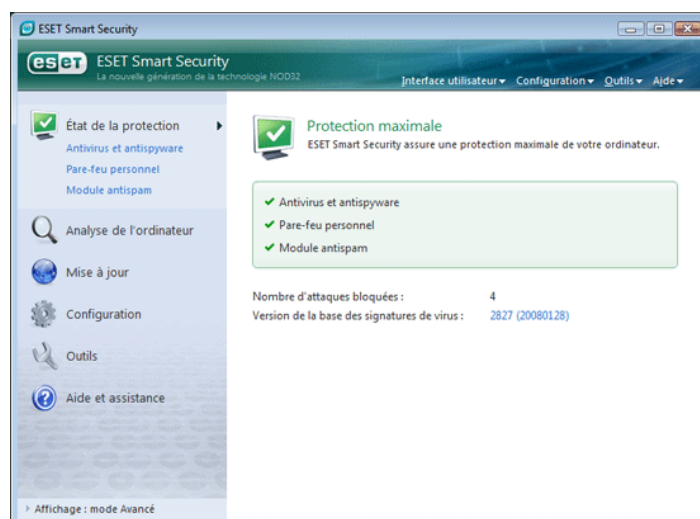 ESET Smart Security
eseT ESET Smart Security
La nouvelle génération de la technologie NOD32
Interface utilisateur Configuration Outils Aide
État de la protection
Antivirus et antispyware
Pare-feu personnel
Module antispam
Analyse de l'ordinateur
Mise à jour
Configuration
Outils
Aide et assistance
Affichage : mode Avancé
Protection maximale
ESET Smart Security assure une protection maximale de votre ordinateur.
Antivirus et antispyware
Pare-feu personnel
Module antispam
Nombre d'attaques bloquées : 4
Version de la base des signatures de virus : 2827 (20080128)